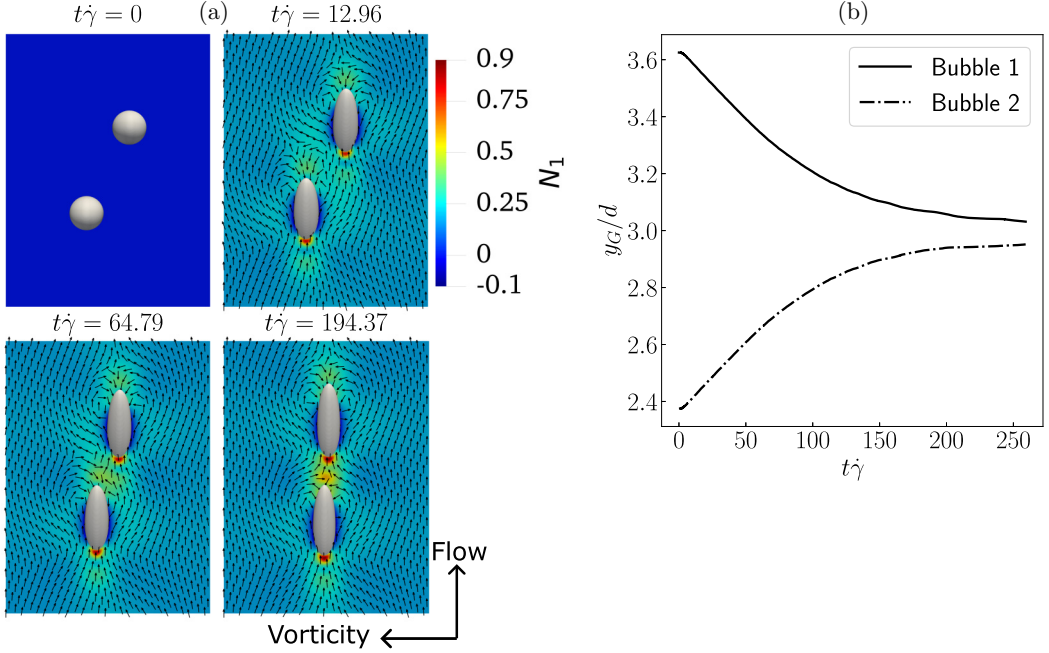 (a)
(b)
tγ̇ = 0
tγ̇ = 12.96
0.9
0.75
0.5
0.25
0
-0.1
N₁
tγ̇ = 64.79
tγ̇ = 194.37
Flow
Vorticity
3.6
3.4
3.2
3.0
2.8
2.6
2.4
y_G/d
Bubble 1
Bubble 2
0 50 100 150 200 250
tγ̇